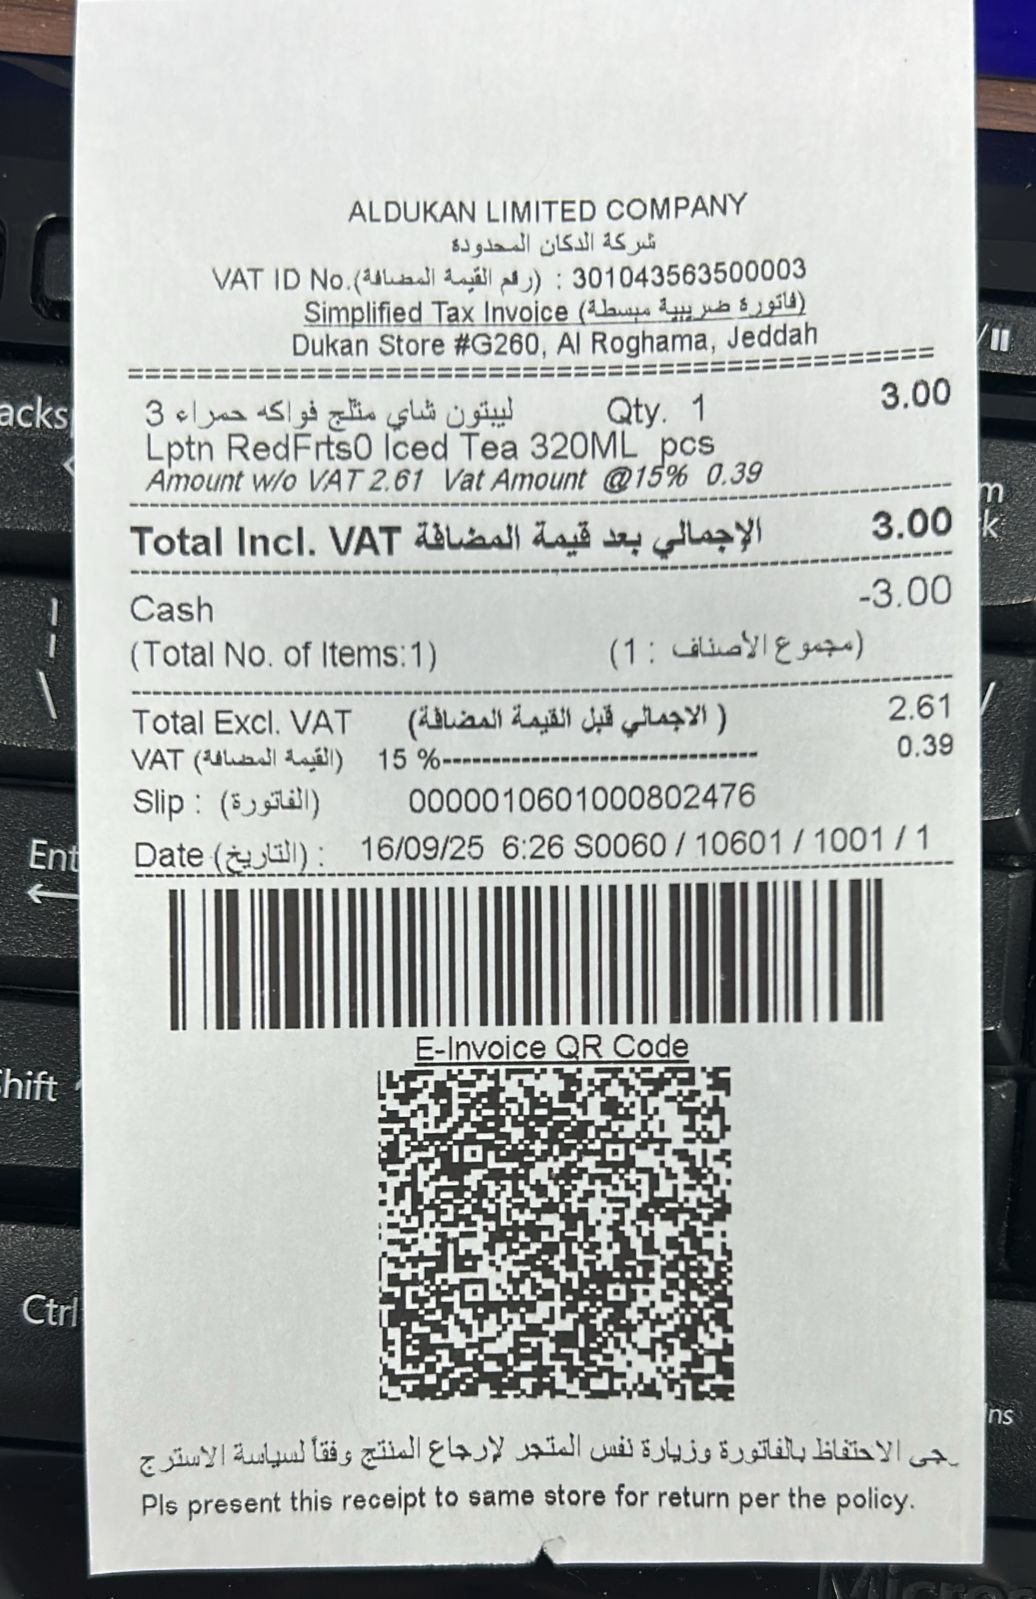 ALDUKAN LIMITED COMPANY
شركة الدكان المحدودة
VAT ID No.(رقم القيمة المضافة) : 301043563500003
Simplified Tax Invoice (فاتورة ضريبية مبسطة)
Dukan Store #G260, Al Roghama, Jeddah
ليبتون شاي مثلج فواكه حمراء 3 Qty. 1 3.00
Lptn RedFrts0 Iced Tea 320ML pcs
Amount w/o VAT 2.61 Vat Amount @15% 0.39
Total Incl. VAT الإجمالي بعد قيمة المضافة 3.00
Cash -3.00
(Total No. of Items:1) (مجموع الأصناف : 1)
Total Excl. VAT (الاجمالي قبل القيمة المضافة ) 2.61
VAT (القيمة المضافة) 15 %------------------------------ 0.39
Slip : (الفاتورة) 0000010601000802476
Date (التاريخ) : 16/09/25 6:26 S0060 / 10601 / 1001 / 1
E-Invoice QR Code
جى الاحتفاظ بالفاتورة وزيارة نفس المتجر لإرجاع المنتج وفقاً لسياسة الاسترج
Pls present this receipt to same store for return per the policy.
acks
Ent
Shift
Ctrl